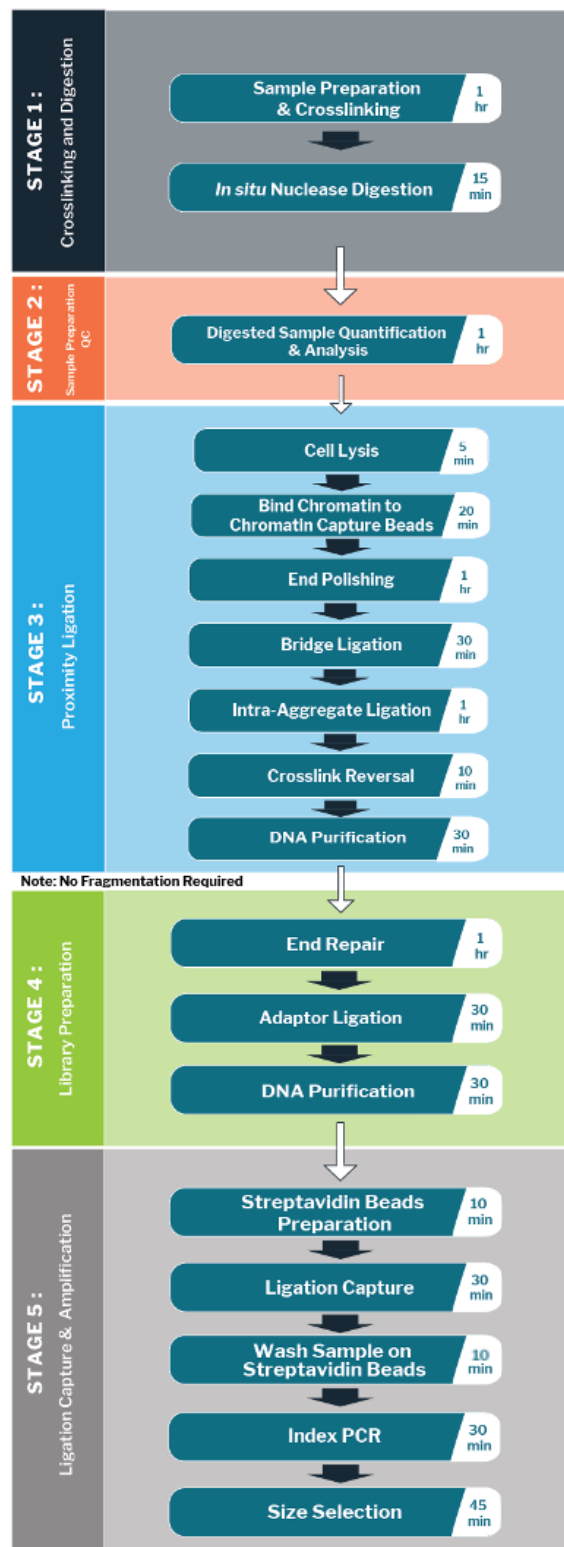 STAGE 1 :
Crosslinking and Digestion
Sample Preparation
& Crosslinking
1
hr
In situ Nuclease Digestion
15
min
STAGE 2 :
Sample Preparation
QC
Digested Sample Quantification
& Analysis
1
hr
STAGE 3 :
Proximity Ligation
Cell Lysis
5
min
Bind Chromatin to
Chromatin Capture Beads
20
min
End Polishing
1
hr
Bridge Ligation
30
min
Intra-Aggregate Ligation
1
hr
Crosslink Reversal
10
min
DNA Purification
30
min
Note: No Fragmentation Required
STAGE 4 :
Library Preparation
End Repair
1
hr
Adaptor Ligation
30
min
DNA Purification
30
min
STAGE 5 :
Ligation Capture & Amplification
Streptavidin Beads
Preparation
10
min
Ligation Capture
30
min
Wash Sample on
Streptavidin Beads
10
min
Index PCR
30
min
Size Selection
45
min